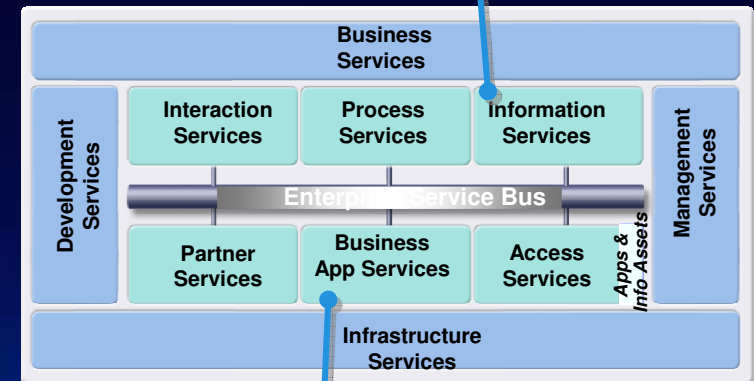 Business
Services
Interaction
Services
Process
Services
Information
Services
Development
Services
Management
Services
Enterprise Service Bus
Partner
Services
Business
App Services
Access
Services
Apps &
Info Assets
Infrastructure
Services